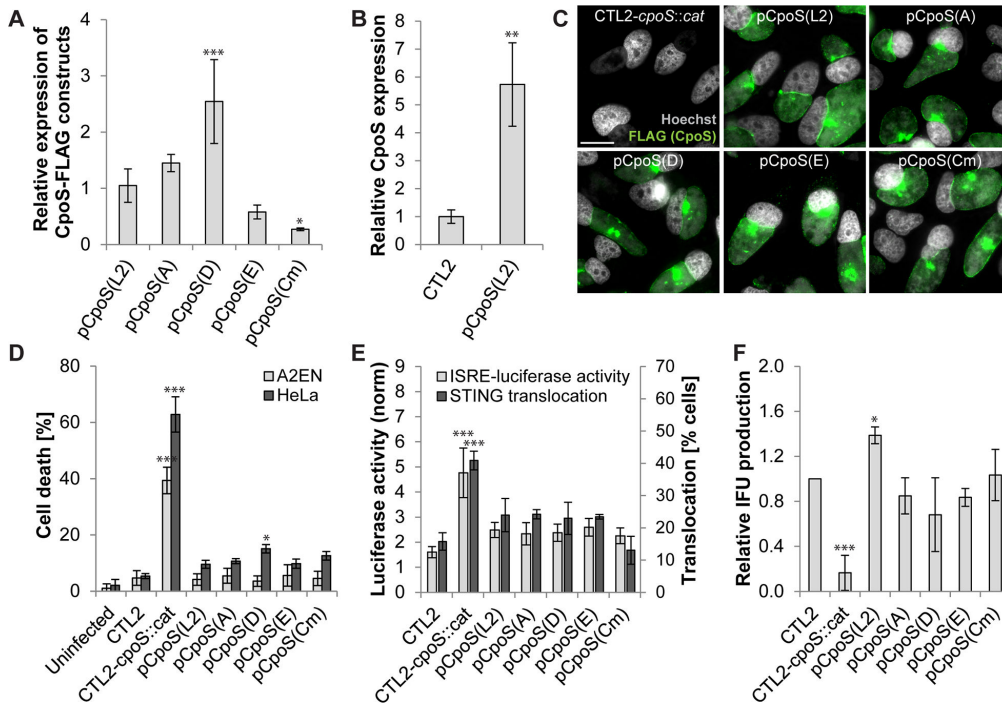 A
Relative expression of
CpoS-FLAG constructs
4
3
2
1
0
***
*
pCpoS(L2)
pCpoS(A)
pCpoS(D)
pCpoS(E)
pCpoS(Cm)
B
Relaltive CpoS expression
8
7
6
5
4
3
2
1
0
**
CTL2
pCpoS(L2)
C
CTL2-cpoS::cat
pCpoS(L2)
pCpoS(A)
Hoechst
FLAG (CpoS)
pCpoS(D)
pCpoS(E)
pCpoS(Cm)
D
Cell death [%]
80
60
40
20
0
A2EN
HeLa
***
***
*
Uninfected
CTL2
CTL2-cpoS::cat
pCpoS(L2)
pCpoS(A)
pCpoS(D)
pCpoS(E)
pCpoS(Cm)
E
Luciferase activity (norm)
9
8
7
6
5
4
3
2
1
0
ISRE-luciferase activity
STING translocation
***
***
70
60
50
40
30
20
10
0
Translocation [% cells]
CTL2
CTL2-cpoS::cat
pCpoS(L2)
pCpoS(A)
pCpoS(D)
pCpoS(E)
pCpoS(Cm)
F
Relative IFU production
2.0
1.6
1.2
0.8
0.4
0.0
***
*
CTL2
CTL2-cpoS::cat
pCpoS(L2)
pCpoS(A)
pCpoS(D)
pCpoS(E)
pCpoS(Cm)